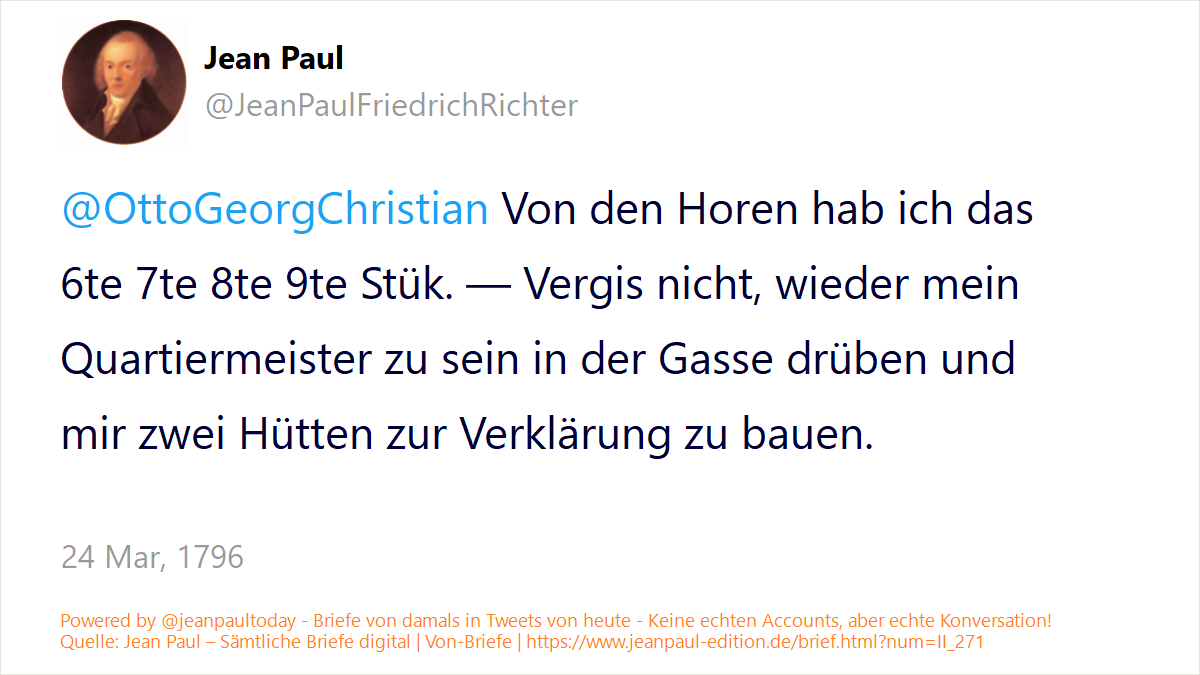 Jean Paul
@JeanPaulFriedrichRichter
@OttoGeorgChristian Von den Horen hab ich das
6te 7te 8te 9te Stük. — Vergis nicht, wieder mein
Quartiermeister zu sein in der Gasse drüben und
mir zwei Hütten zur Verklärung zu bauen.
24 Mar, 1796
Powered by @jeanpaultoday - Briefe von damals in Tweets von heute - Keine echten Accounts, aber echte Konversation!
Quelle: Jean Paul – Sämtliche Briefe digital | Von-Briefe | https://www.jeanpaul-edition.de/brief.html?num=II_271